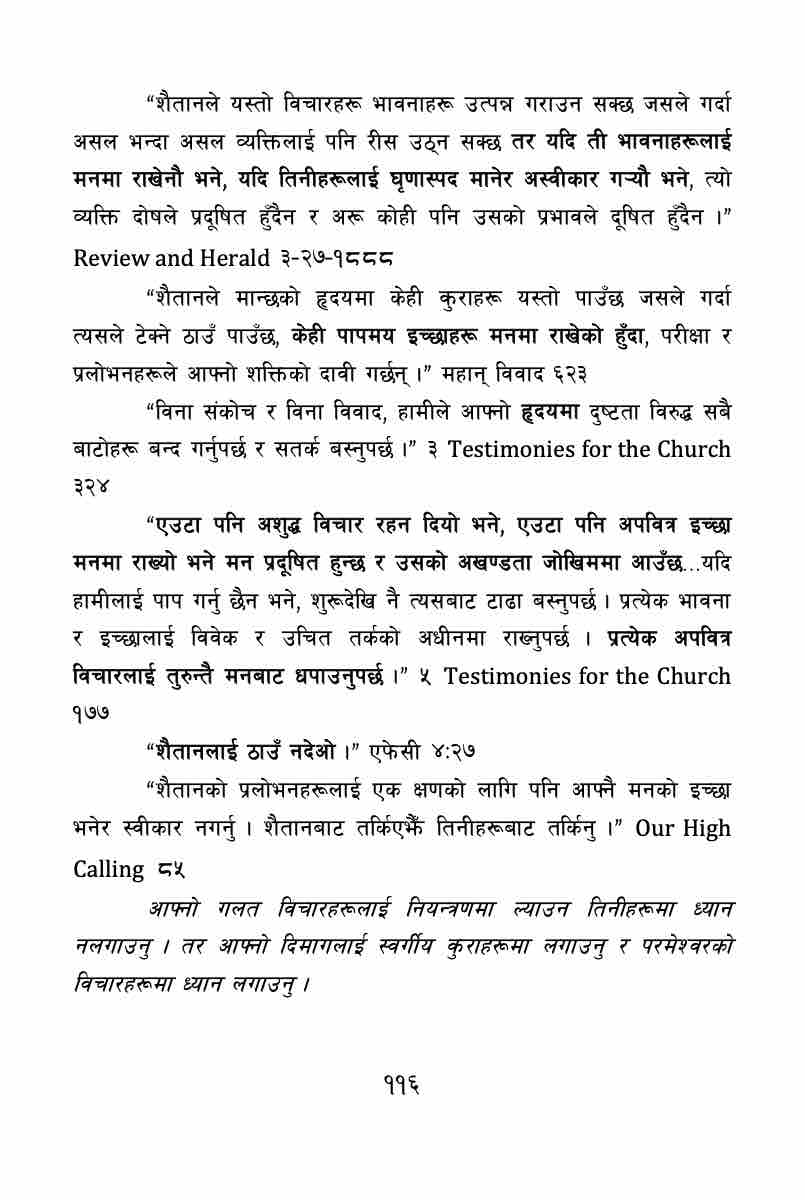 “शैतानले यस्तो विचारहरू भावनाहरू उत्पन्न गराउन सक्छ जसले गर्दा
असल भन्दा असल व्यक्तिलाई पनि रीस उठ्न सक्छ तर यदि ती भावनाहरूलाई
मनमा राखेनौ भने, यदि तिनीहरूलाई घृणास्पद मानेर अस्वीकार गऱ्यौ भने, त्यो
व्यक्ति दोषले प्रदूषित हुँदैन र अरू कोही पनि उसको प्रभावले दूषित हुँदैन ।”
Review and Herald ३-२७-१८८८
“शैतानले मान्छको हृदयमा केही कुराहरू यस्तो पाउँछ जसले गर्दा
त्यसले टेक्ने ठाउँ पाउँछ, केही पापमय इच्छाहरू मनमा राखेको हुँदा, परीक्षा र
प्रलोभनहरूले आफ्नो शक्तिको दावी गर्छन् ।” महान् विवाद ६२३
“विना संकोच र विना विवाद, हामीले आफ्नो हृदयमा दुष्टता विरुद्ध सबै
बाटोहरू बन्द गर्नुपर्छ र सतर्क बस्नुपर्छ ।” ३ Testimonies for the Church
३२४
“एउटा पनि अशुद्ध विचार रहन दियो भने, एउटा पनि अपवित्र इच्छा
मनमा राख्यो भने मन प्रदूषित हुन्छ र उसको अखण्डता जोखिममा आउँछ...यदि
हामीलाई पाप गर्नु छैन भने, शुरूदेखि नै त्यसबाट टाढा बस्नुपर्छ । प्रत्येक भावना
र इच्छालाई विवेक र उचित तर्कको अधीनमा राख्नुपर्छ । प्रत्येक अपवित्र
विचारलाई तुरुन्तै मनबाट धपाउनुपर्छ ।” ५ Testimonies for the Church
१७७
“शैतानलाई ठाउँ नदेओ ।” एफेसी ४:२७
“शैतानको प्रलोभनहरूलाई एक क्षणको लागि पनि आफ्नै मनको इच्छा
भनेर स्वीकार नगर्नु । शैतानबाट तर्किएझैँ तिनीहरूबाट तर्किनु ।” Our High
Calling ८५
आफ्नो गलत विचारहरूलाई नियन्त्रणमा ल्याउन तिनीहरूमा ध्यान
नलगाउनु । तर आफ्नो दिमागलाई स्वर्गीय कुराहरूमा लगाउनु र परमेश्वरको
विचारहरूमा ध्यान लगाउनु ।
११६